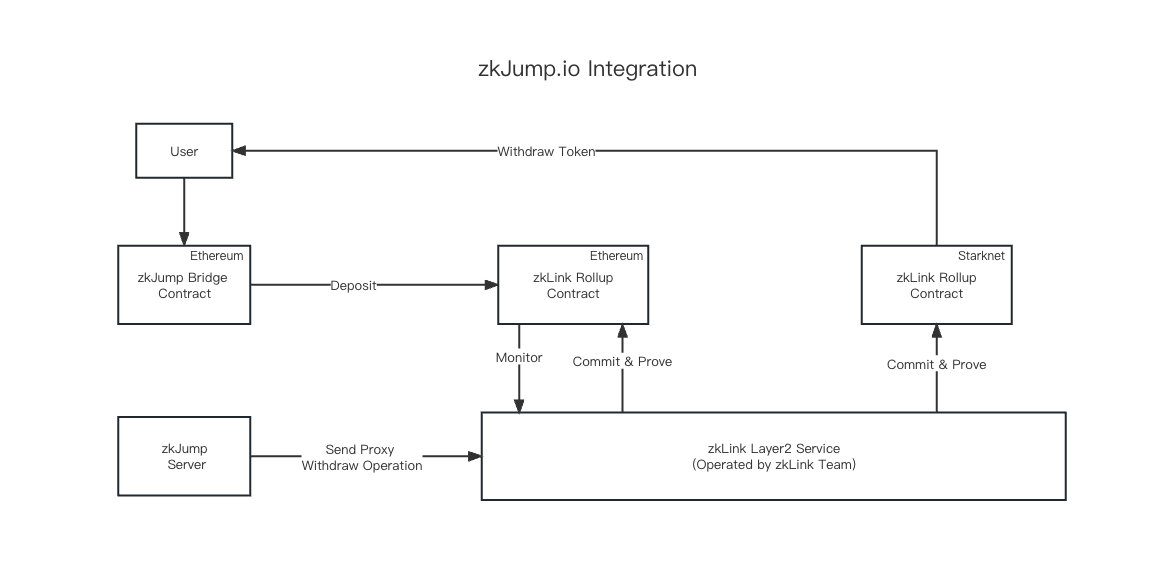 zkJump.io Integration
User
Withdraw Token
Ethereum
zkJump Bridge
Contract
Deposit
Ethereum
zkLink Rollup
Contract
Starknet
zkLink Rollup
Contract
Monitor
Commit & Prove
Commit & Prove
zkJump
Server
Send Proxy
Withdraw Operation
zkLink Layer2 Service
(Operated by zkLink Team)